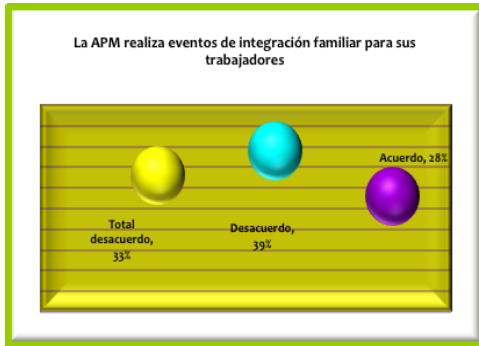 La APM realiza eventos de integración familiar para sus
trabajadores
Acuerdo, 28%
Total
desacuerdo,
33%
Desacuerdo,
39%